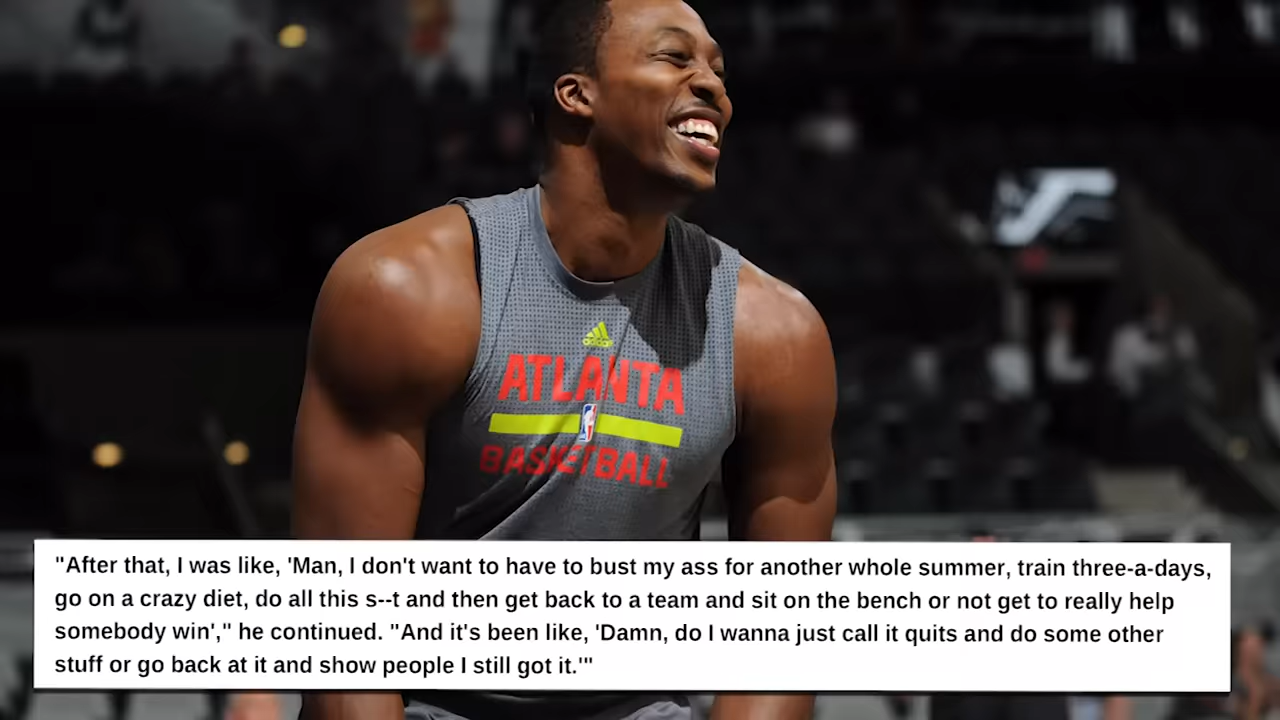 adidas
ATLANTA
BASKETBALL
"After that, I was like, 'Man, I don't want to have to bust my ass for another whole summer, train three-a-days,
go on a crazy diet, do all this s--t and then get back to a team and sit on the bench or not get to really help
somebody win'," he continued. "And it's been like, 'Damn, do I wanna just call it quits and do some other
stuff or go back at it and show people I still got it.'"